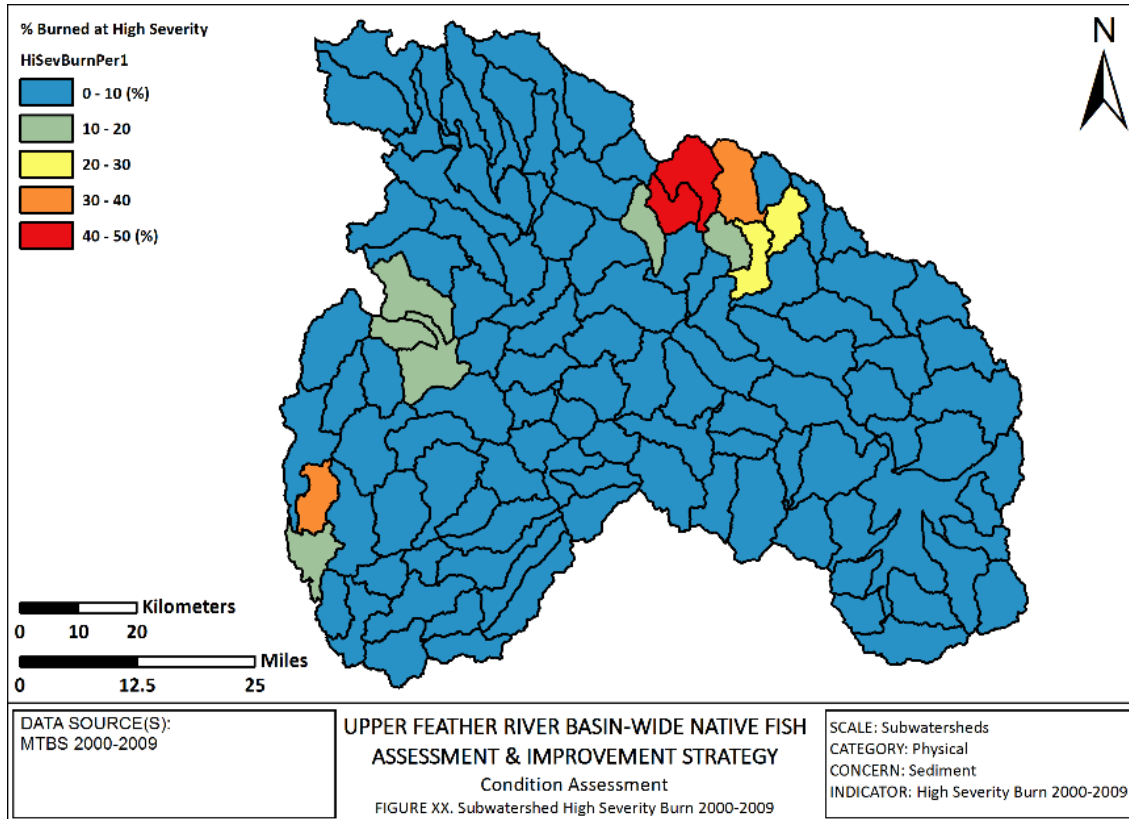 % Burned at High Severity
HiSevBurnPer1
0 - 10 (%)
10 - 20
20 - 30
30 - 40
40 - 50 (%)
N
Kilometers
0 10 20
Miles
0 12.5 25
DATA SOURCE(S):
MTBS 2000-2009
UPPER FEATHER RIVER BASIN-WIDE NATIVE FISH
ASSESSMENT & IMPROVEMENT STRATEGY
Condition Assessment
FIGURE XX. Subwatershed High Severity Burn 2000-2009
SCALE: Subwatersheds
CATEGORY: Physical
CONCERN: Sediment
INDICATOR: High Severity Burn 2000-2009